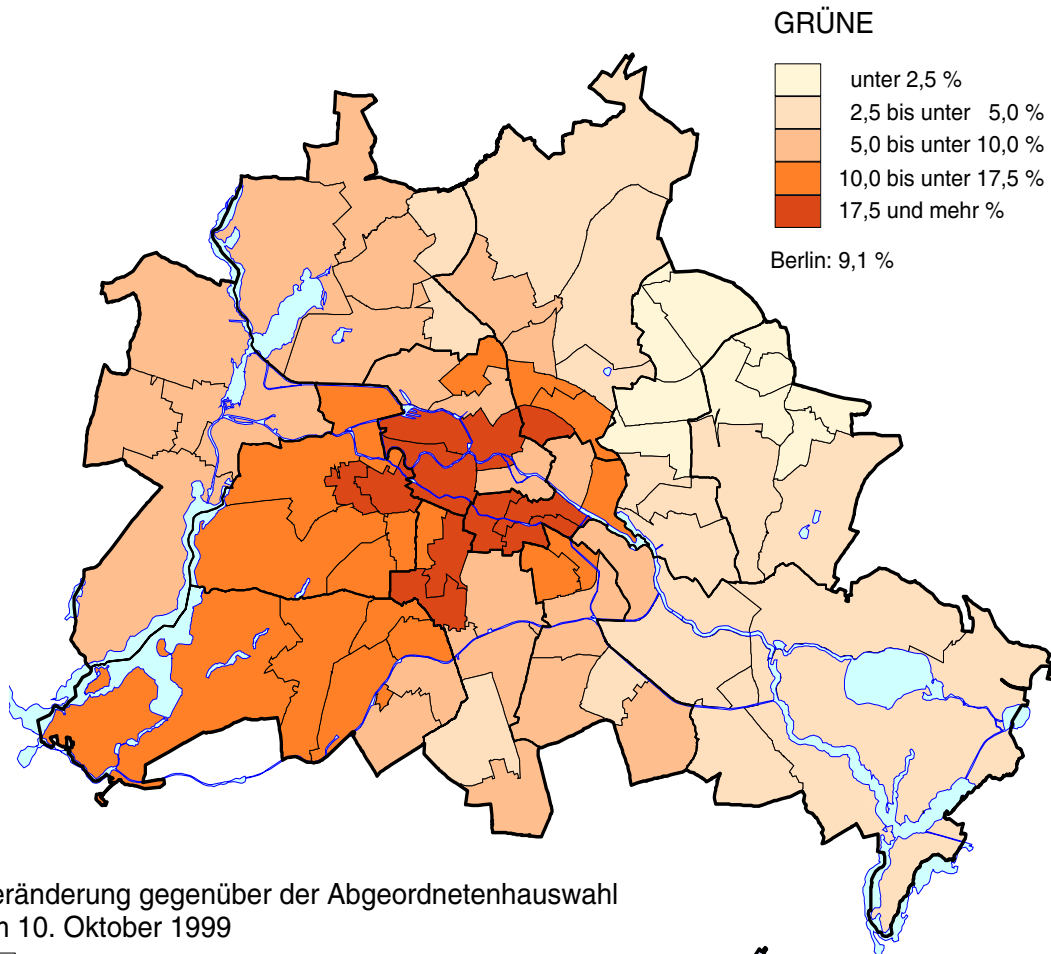 GRÜNE
unter 2,5 %
2,5 bis unter 5,0 %
5,0 bis unter 10,0 %
10,0 bis unter 17,5 %
17,5 und mehr %
Berlin: 9,1 %
eränderung gegenüber der Abgeordnetenhauswahl
10. Oktober 1999